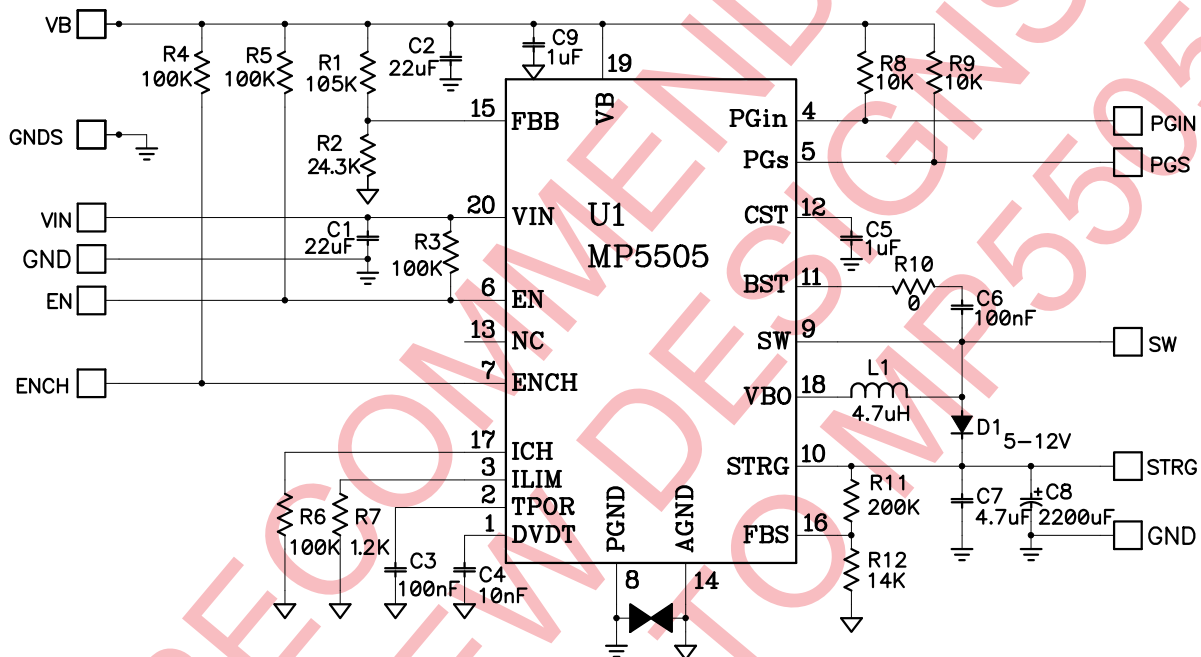 VB
R4
100K
R5
100K
R1
105K
C2
22uF
C9
1uF
19
R8
10K
R9
10K
15
FBB
VB
PGin
4
PGIN
GNDS
R2
24.3K
PGs
5
PGS
VIN
20
VIN
U1
MP5505
CST
12
C1
22uF
R3
100K
C5
1uF
GND
R10
0
BST
11
EN
6
EN
C6
100nF
13
NC
SW
9
SW
L1
4.7uH
ENCH
7
ENCH
VBO
18
D1
5-12V
17
ICH
3
ILIM
2
TPOR
1
DVDT
STRG
10
STRG
R6
100K
R7
1.2K
R11
200K
C7
4.7uF
C8
2200uF
PGND
AGND
FBS
16
GND
C3
100nF
C4
10nF
8
14
R12
14K
RECOMMEND
EW DESIGNS
TO MP5505